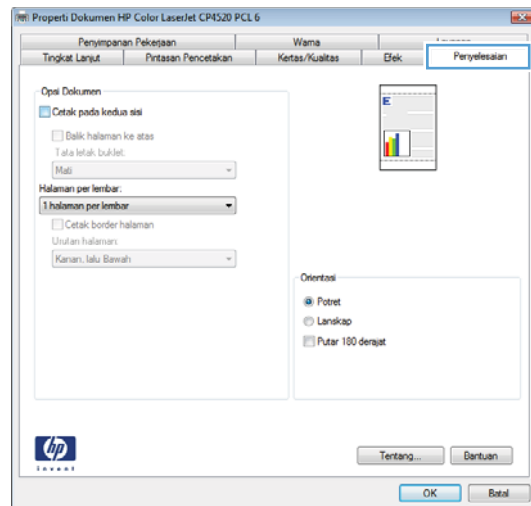 Properti Dokumen HP Color LaserJet CP4520 PCL 6
Penyimpanan Pekerjaan
Warna
Tingkat Lanjut
Pintasan Pencetakan
Kertas/Kualitas
Efek
Penyelesaian
Opsi Dokumen
Cetak pada kedua sisi
Balik halaman ke atas
Tata letak buklet:
Mati
Halaman per lembar:
1 halaman per lembar
Cetak border halaman
Urutan halaman:
Kanan, lalu Bawah
E
Orientasi
Potret
Lanskap
Putar 180 derajat
hp
invent
Tentang...
Bantuan
OK
Batal